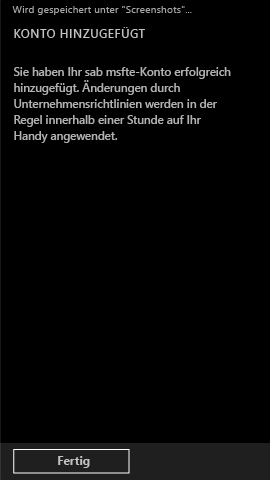 Wird gespeichert unter "Screenshots"...
KONTO HINZUGEFÜGT
Sie haben Ihr sab msfte-Konto erfolgreich
hinzugefügt. Änderungen durch
Unternehmensrichtlinien werden in der
Regel innerhalb einer Stunde auf Ihr
Handy angewendet.
Fertig